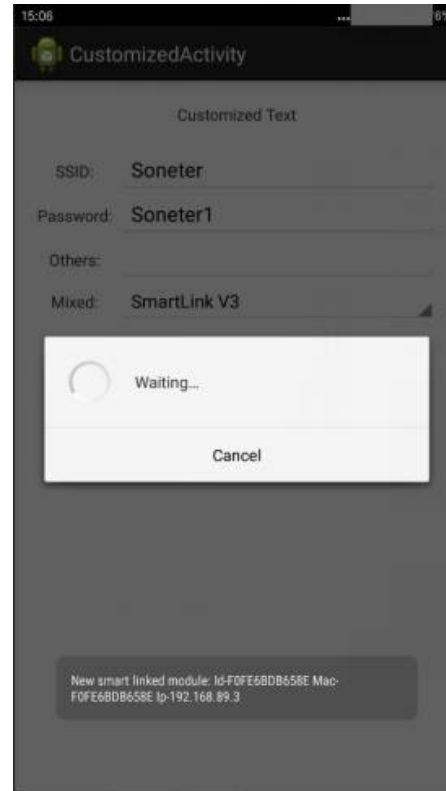 15:06
CustomizedActivity
Customized Text
SSID: Soneter
Password: Soneter1
Others:
Mixed: SmartLink V3
Waiting...
Cancel
New smart linked module: Id-F0FE6BDB658E Mac-
F0FE6BDB658E Ip-192.168.89.3